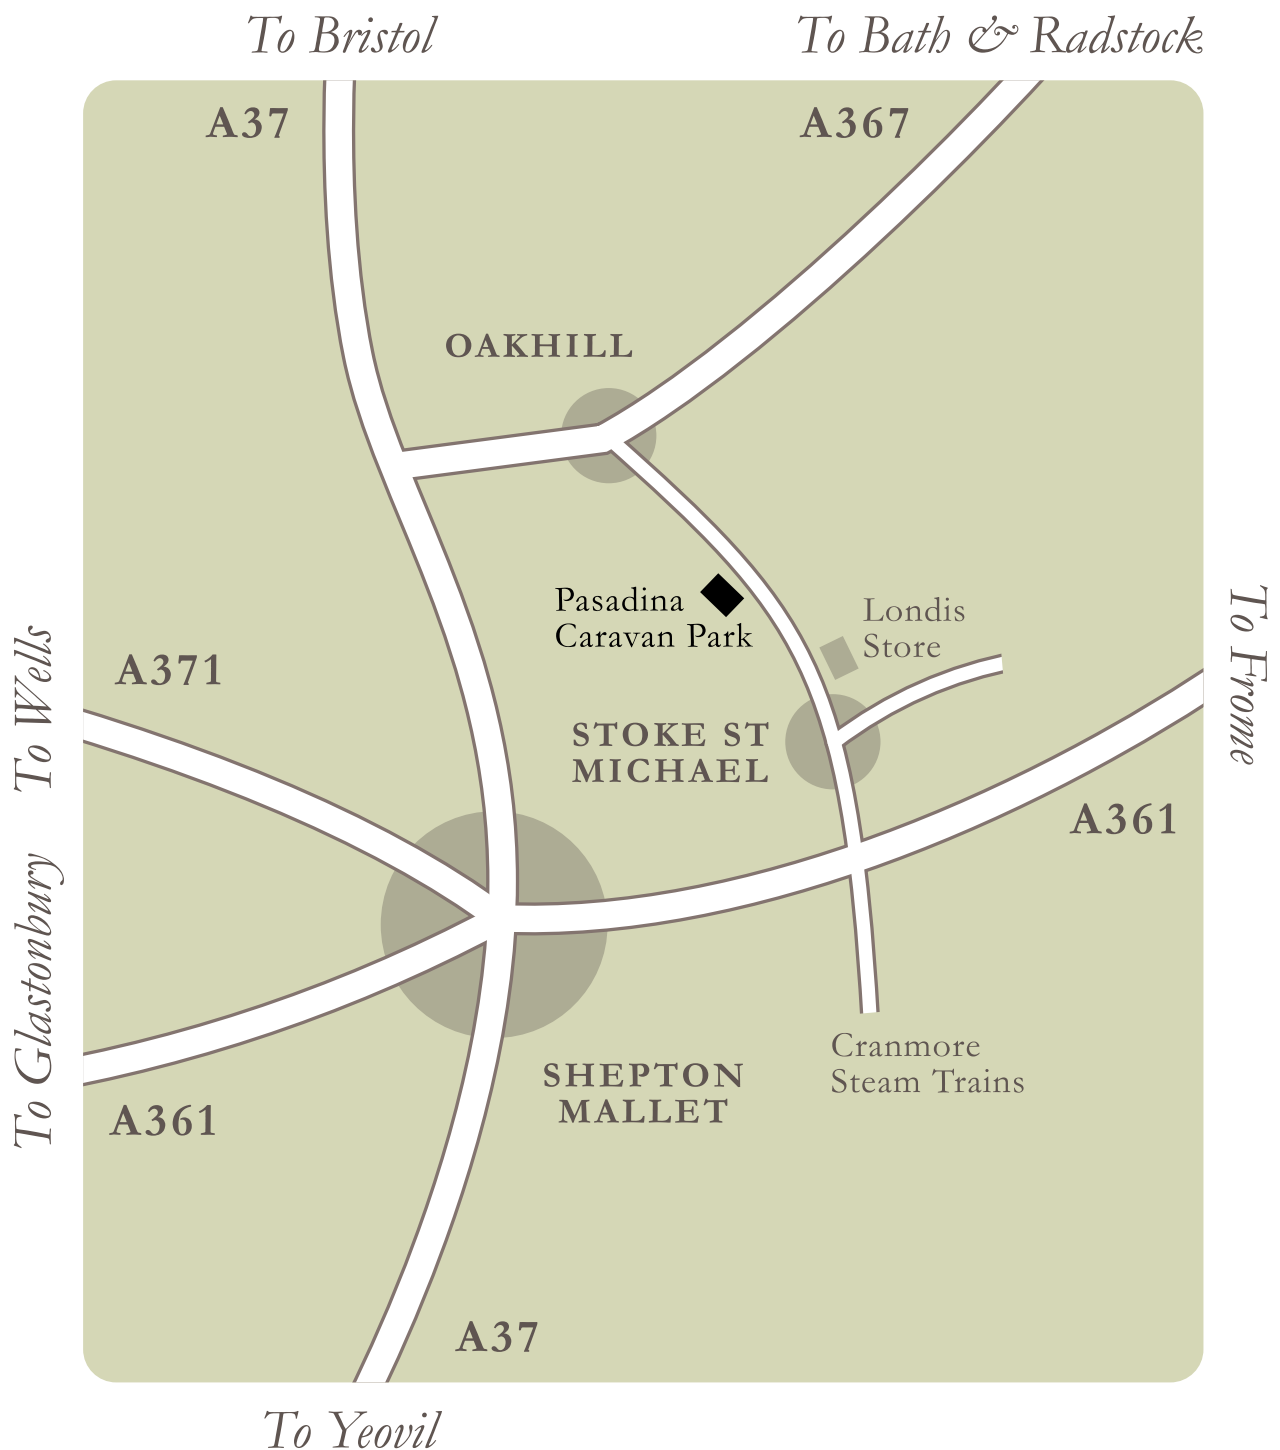 To Bristol
To Bath & Radstock
A37
A367
OAKHILL
Pasadina
Caravan Park
Londis
Store
To Frome
A371
To Wells
STOKE ST
MICHAEL
A361
To Glastonbury
Cranmore
Steam Trains
SHEPTON
MALLET
A361
A37
To Yeovil